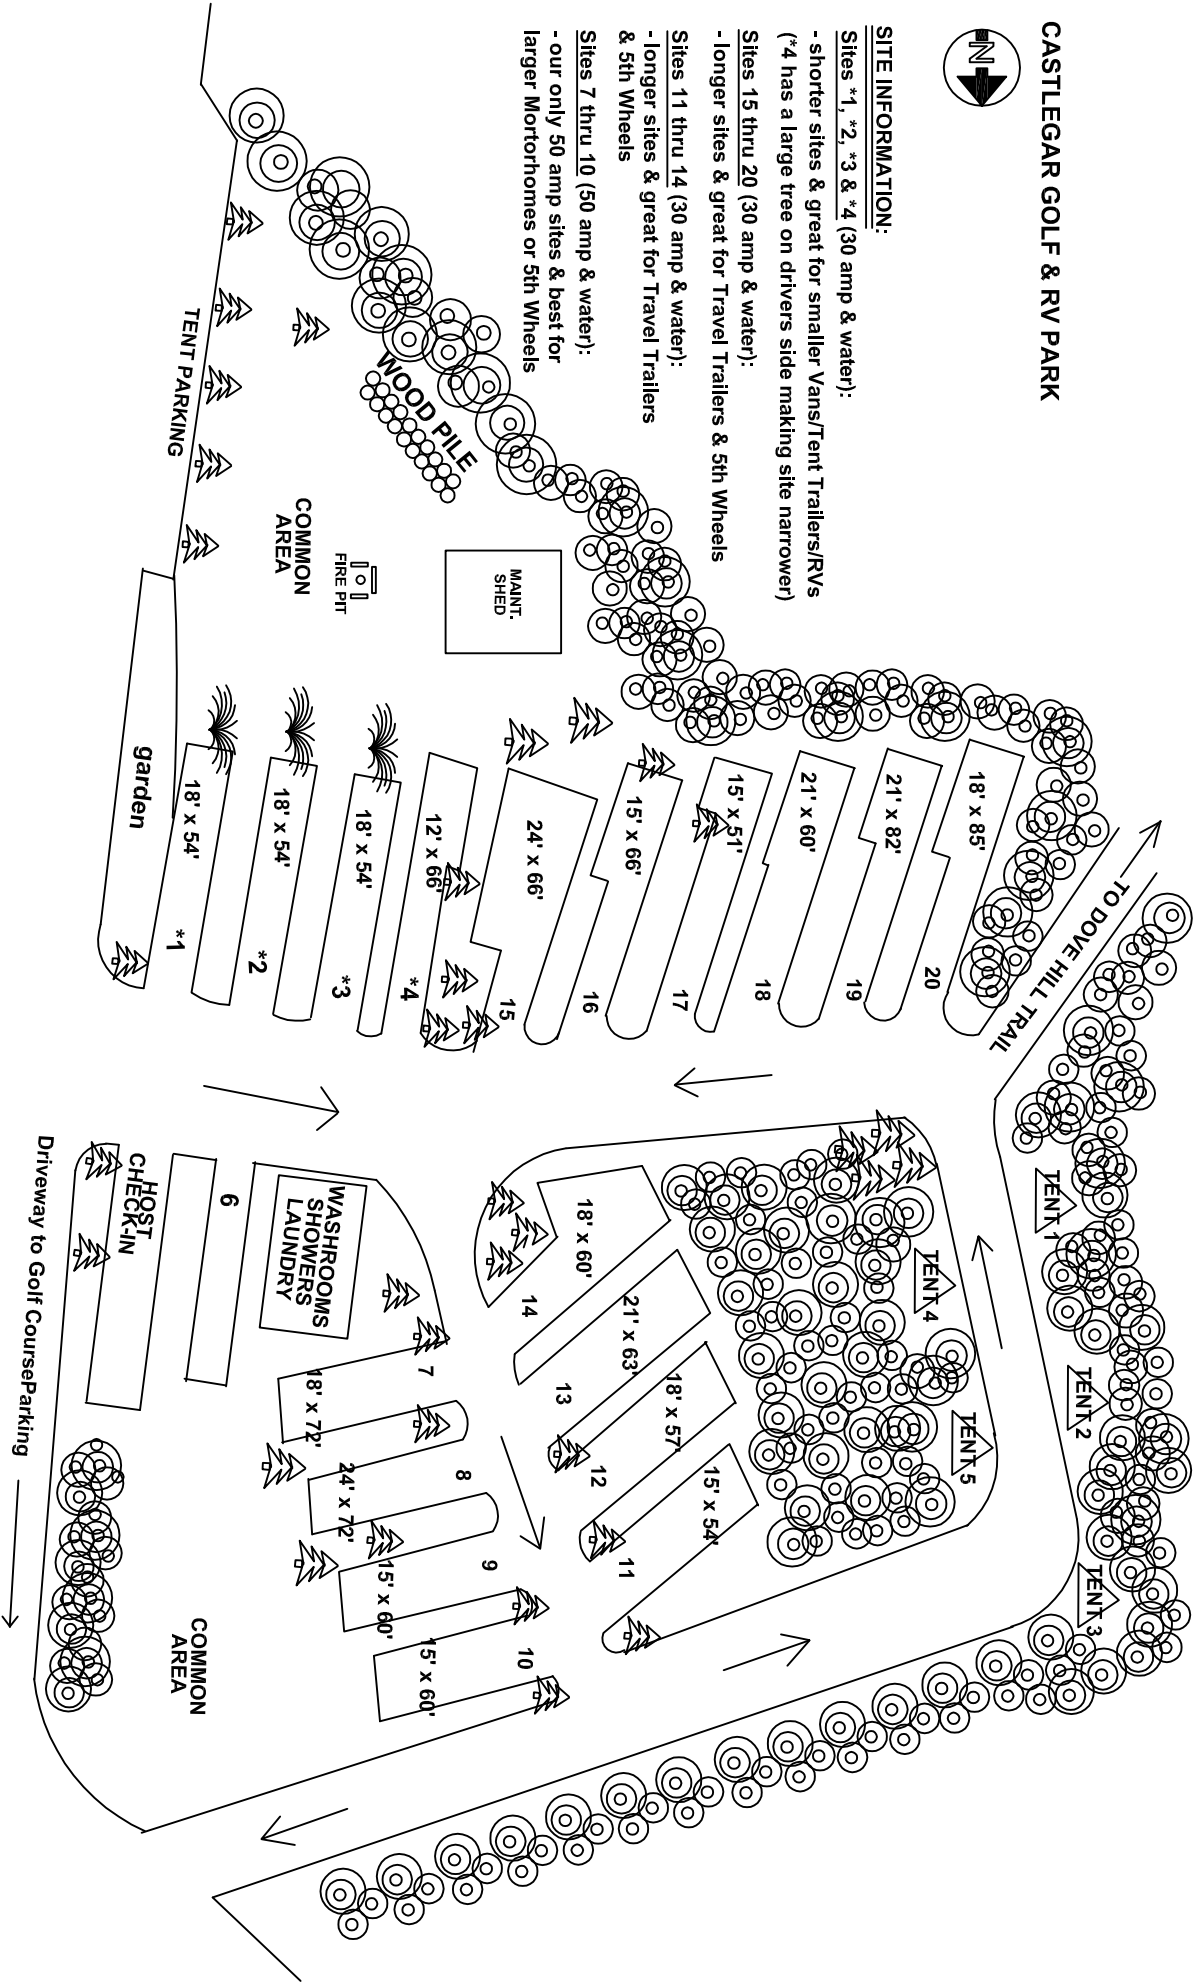 CASTLEGAR GOLF & RV PARK
N
SITE INFORMATION:
Sites *1, *2, *3 & *4 (30 amp & water):
- shorter sites & great for smaller Vans/Tent Trailers/RVs
(*4 has a large tree on drivers side making site narrower)
Sites 15 thru 20 (30 amp & water):
- longer sites & great for Travel Trailers & 5th Wheels
Sites 11 thru 14 (30 amp & water):
- longer sites & great for Travel Trailers
& 5th Wheels
Sites 7 thru 10 (50 amp & water):
- our only 50 amp sites & best for
larger Mortorhomes or 5th Wheels
WOOD PILE
TENT PARKING
COMMON
AREA
FIRE PIT
MAINT.
SHED
TO DOVE HILL TRAIL
18' x 85'
20
21' x 82'
19
21' x 60'
18
15' x 51'
17
15' x 66'
16
24' x 66'
15
12' x 66'
*4
18' x 54'
*3
18' x 54'
*2
18' x 54'
*1
garden
TENT 1
TENT 2
TENT 3
TENT 4
TENT 5
18' x 60'
14
21' x 63'
13
18' x 57'
12
15' x 54'
11
WASHROOMS
SHOWERS
LAUNDRY
6
HOST
CHECK-IN
7
18' x 72'
8
24' x 72'
9
15' x 60'
10
15' x 60'
COMMON
AREA
Driveway to Golf CourseParking